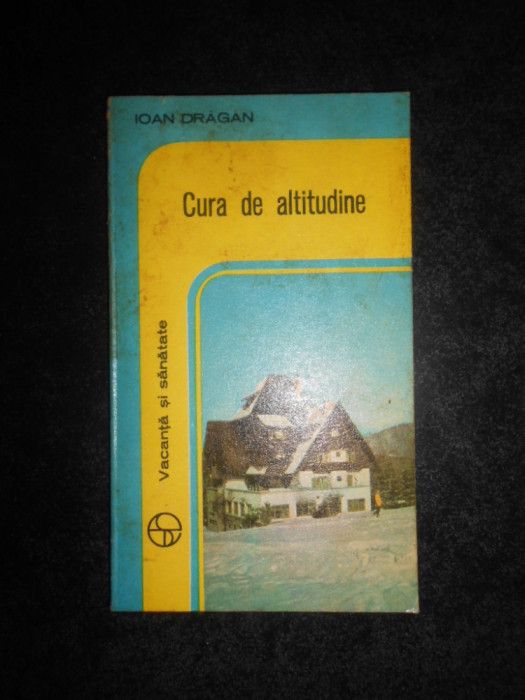 IOAN DRĂGAN
Cura de altitudine
Vacanță și sănătate